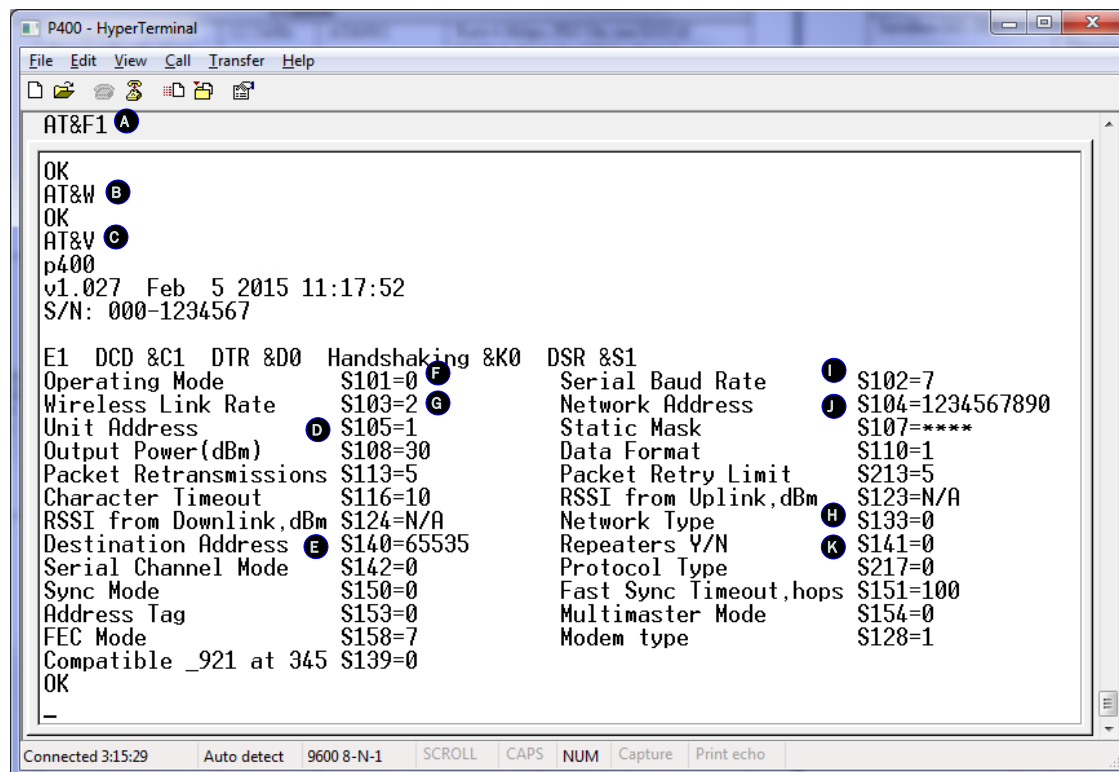 P400 - HyperTerminal
File Edit View Call Transfer Help
AT&F1 A
OK
AT&W B
OK
AT&V C
p400
v1.027 Feb 5 2015 11:17:52
S/N: 000-1234567
E1 DCD &C1 DTR &D0 Handshaking &K0 DSR &S1
Operating Mode S101=0 F Serial Baud Rate I S102=7
Wireless Link Rate S103=2 G Network Address J S104=1234567890
Unit Address D S105=1 Static Mask S107=****
Output Power(dBm) S108=30 Data Format S110=1
Packet Retransmissions S113=5 Packet Retry Limit S213=5
Character Timeout S116=10 RSSI from Uplink,dBm S123=N/A
RSSI from Downlink,dBm S124=N/A Network Type H S133=0
Destination Address E S140=65535 Repeaters Y/N K S141=0
Serial Channel Mode S142=0 Protocol Type S217=0
Sync Mode S150=0 Fast Sync Timeout,hops S151=100
Address Tag S153=0 Multimaster Mode S154=0
FEC Mode S158=7 Modem type S128=1
Compatible _921 at 345 S139=0
OK
_
Connected 3:15:29 Auto detect 9600 8-N-1 SCROLL CAPS NUM Capture Print echo